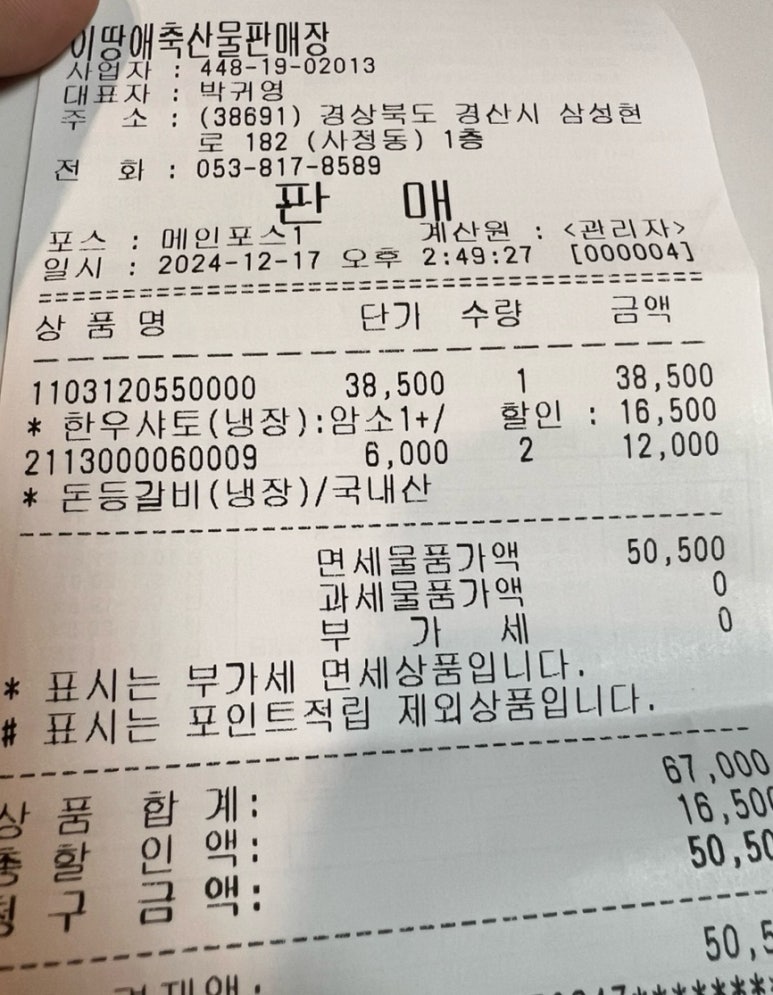 이땅애축산물판매장
사업자 : 448-19-02013
대표자 : 박귀영
주 소 : (38691) 경상북도 경산시 삼성현
로 182 (사정동) 1층
전 화 : 053-817-8589
판 매
포스 : 메인포스1 계산원 : <관리자>
일시 : 2024-12-17 오후 2:49:27 [000004]
상 품 명 단가 수량 금액
1103120550000 38,500 1 38,500
* 한우샤토(냉장):암소1+/ 할인 : 16,500
2113000060009 6,000 2 12,000
* 돈등갈비(냉장)/국내산
면세물품가액 50,500
과세물품가액 0
부 가 세 0
* 표시는 부가세 면세상품입니다.
# 표시는 포인트적립 제외상품입니다.
상 품 합 계: 67,000
총 할 인 액: 16,500
청 구 금 액: 50,50
50,5